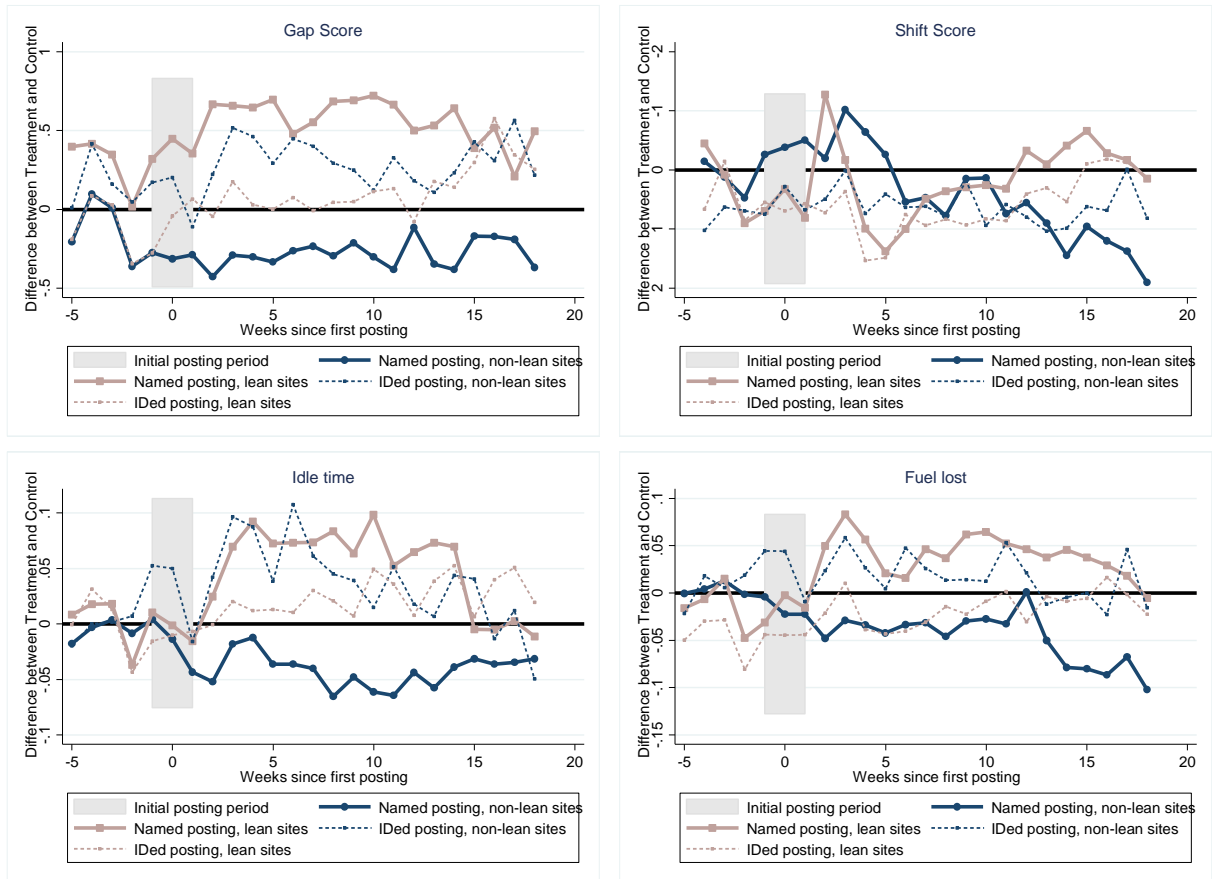 Gap Score
Difference between Treatment and Control
1
.5
0
-.5
-5 0 5 10 15 20
Weeks since first posting
Initial posting period
Named posting, non-lean sites
Named posting, lean sites
IDed posting, non-lean sites
IDed posting, lean sites
Shift Score
Difference between Treatment and Control
-2
-1
0
1
2
-5 0 5 10 15 20
Weeks since first posting
Initial posting period
Named posting, non-lean sites
Named posting, lean sites
IDed posting, non-lean sites
IDed posting, lean sites
Idle time
Difference between Treatment and Control
.1
.05
0
-.05
-.1
-5 0 5 10 15 20
Weeks since first posting
Initial posting period
Named posting, non-lean sites
Named posting, lean sites
IDed posting, non-lean sites
IDed posting, lean sites
Fuel lost
Difference between Treatment and Control
.1
.05
0
-.05
-.1
-.15
-5 0 5 10 15 20
Weeks since first posting
Initial posting period
Named posting, non-lean sites
Named posting, lean sites
IDed posting, non-lean sites
IDed posting, lean sites